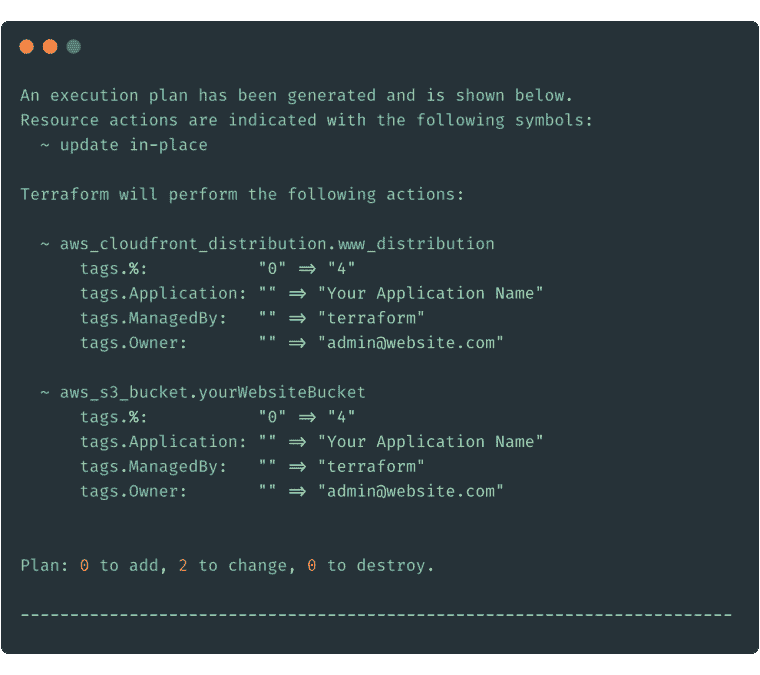 An execution plan has been generated and is shown below.
Resource actions are indicated with the following symbols:
  ~ update in-place
Terraform will perform the following actions:
  ~ aws_cloudfront_distribution.www_distribution
      tags.%:           "0" => "4"
      tags.Application: "" => "Your Application Name"
      tags.ManagedBy:   "" => "terraform"
      tags.Owner:       "" => "admin@website.com"
  ~ aws_s3_bucket.yourWebsiteBucket
      tags.%:           "0" => "4"
      tags.Application: "" => "Your Application Name"
      tags.ManagedBy:   "" => "terraform"
      tags.Owner:       "" => "admin@website.com"
Plan: 0 to add, 2 to change, 0 to destroy.
------------------------------------------------------------------------